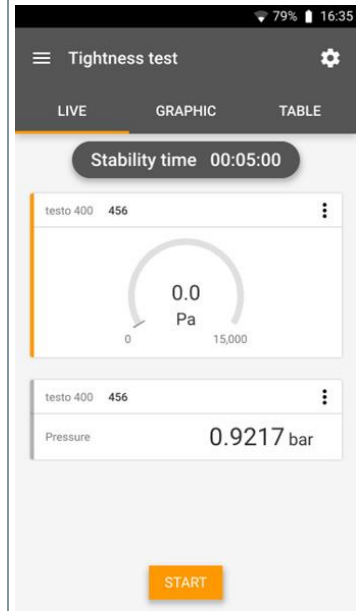 79% 16:35
Tightness test
LIVE GRAPHIC TABLE
Stability time 00:05:00
testo 400 456
0.0
Pa
0 15,000
testo 400 456
Pressure 0.9217 bar
START